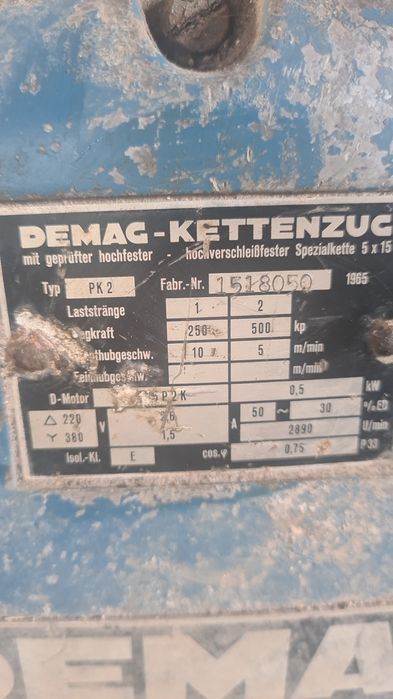 DEMAG-KETTENZUG
mit geprüfter hochfester hochverschleißfester Spezialkette 5 x 15
Typ PK 2 Fabr.-Nr. 1518050 1965
Laststränge 1 2
250 500 kp
10 5 m/min
m/min
D-Motor P 2 K 0,5 kW
△ 220 V A 50 ~ 30 % ED
Y 380 1,5 2890 U/min
Isol.-Kl. E cos.φ 0,75 P33
DEMA